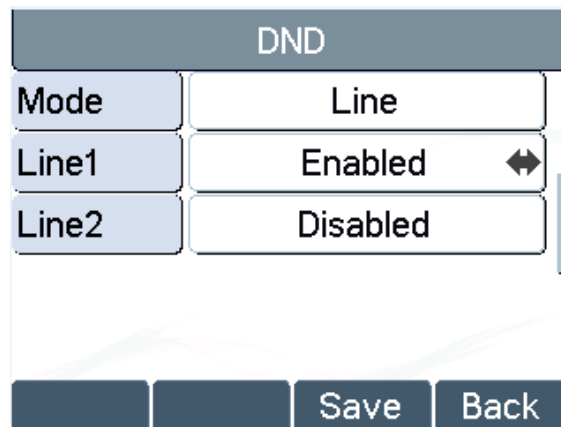 DND
Mode Line
Line1 Enabled
Line2 Disabled
Save Back